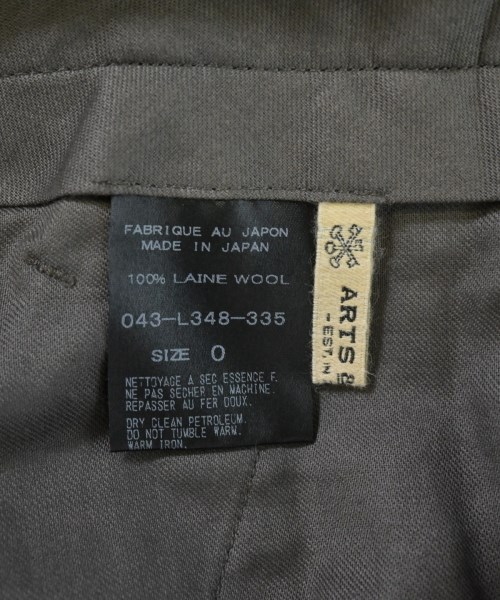 FABRIQUE AU JAPON
MADE IN JAPAN
100% LAINE WOOL
043-L348-335
SIZE 0
NETTOYAGE A SEC ESSENCE F.
NE PAS SECHER EN MACHINE.
REPASSER AU FER DOUX.
DRY CLEAN PETROLEUM.
DO NOT TUMBLE WARM.
WARM IRON.
ARTS &
-EST. IN